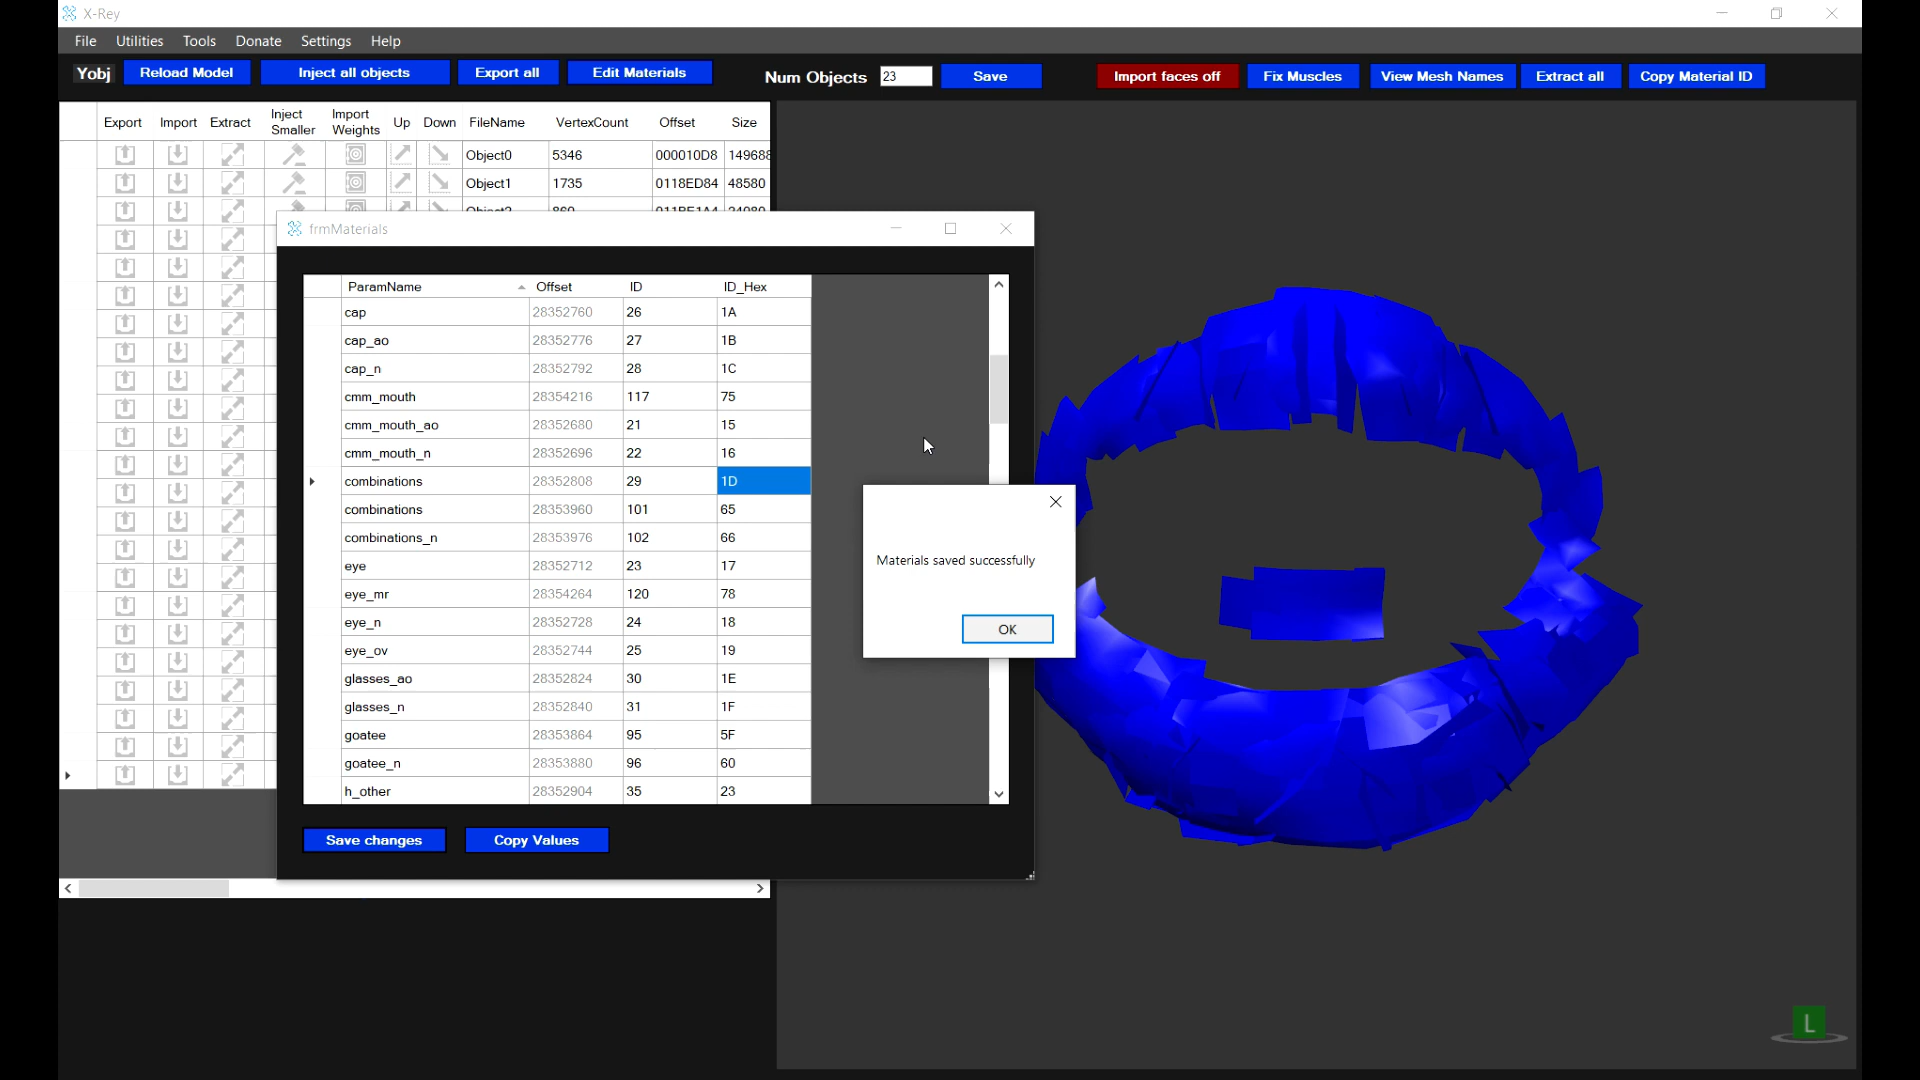 X-Rey
File Utilities Tools Donate Settings Help
Yobj Reload Model Inject all objects Export all Edit Materials Num Objects 23 Save Import faces off Fix Muscles View Mesh Names Extract all Copy Material ID
Export Import Extract Inject Smaller Import Weights Up Down FileName VertexCount Offset Size
Object0 5346 000010D8 149688
Object1 1735 0118ED84 48580
frmMaterials
ParamName Offset ID ID_Hex
cap 28352760 26 1A
cap_ao 28352776 27 1B
cap_n 28352792 28 1C
cmm_mouth 28354216 117 75
cmm_mouth_ao 28352680 21 15
cmm_mouth_n 28352696 22 16
combinations 28352808 29 1D
combinations 28353960 101 65
combinations_n 28353976 102 66
eye 28352712 23 17
eye_mr 28354264 120 78
eye_n 28352728 24 18
eye_ov 28352744 25 19
glasses_ao 28352824 30 1E
glasses_n 28352840 31 1F
goatee 28353864 95 5F
goatee_n 28353880 96 60
h_other 28352904 35 23
Save changes Copy Values
Materials saved successfully
OK
L